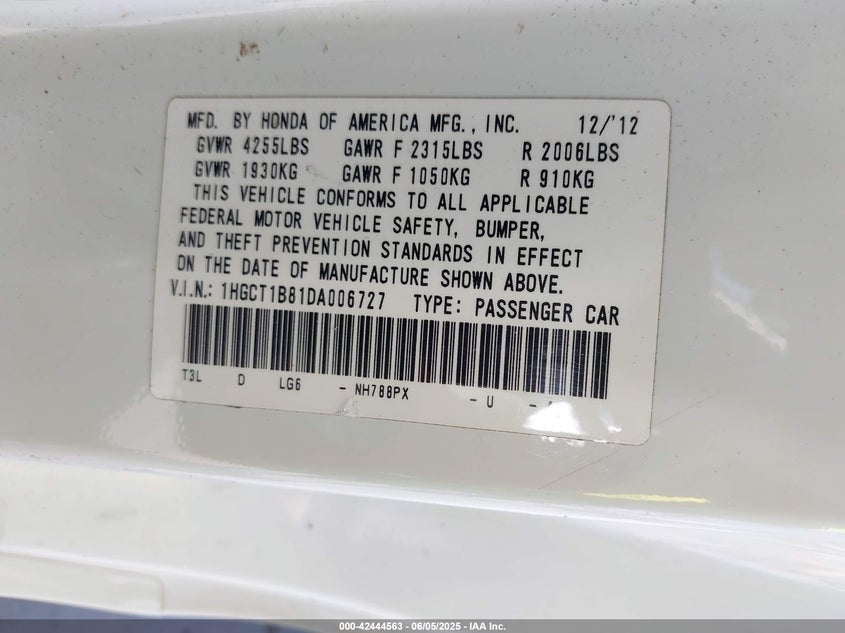 MFD. BY HONDA OF AMERICA MFG., INC. 12/'12
GVWR 4255LBS GAWR F 2315LBS R 2006LBS
GVWR 1930KG GAWR F 1050KG R 910KG
THIS VEHICLE CONFORMS TO ALL APPLICABLE
FEDERAL MOTOR VEHICLE SAFETY, BUMPER,
AND THEFT PREVENTION STANDARDS IN EFFECT
ON THE DATE OF MANUFACTURE SHOWN ABOVE.
V.I.N.: 1HGCT1B81DA006727 TYPE: PASSENGER CAR
T3L D LG6 - NH788PX - U -
000-42444563 - 06/05/2025 - IAA Inc.